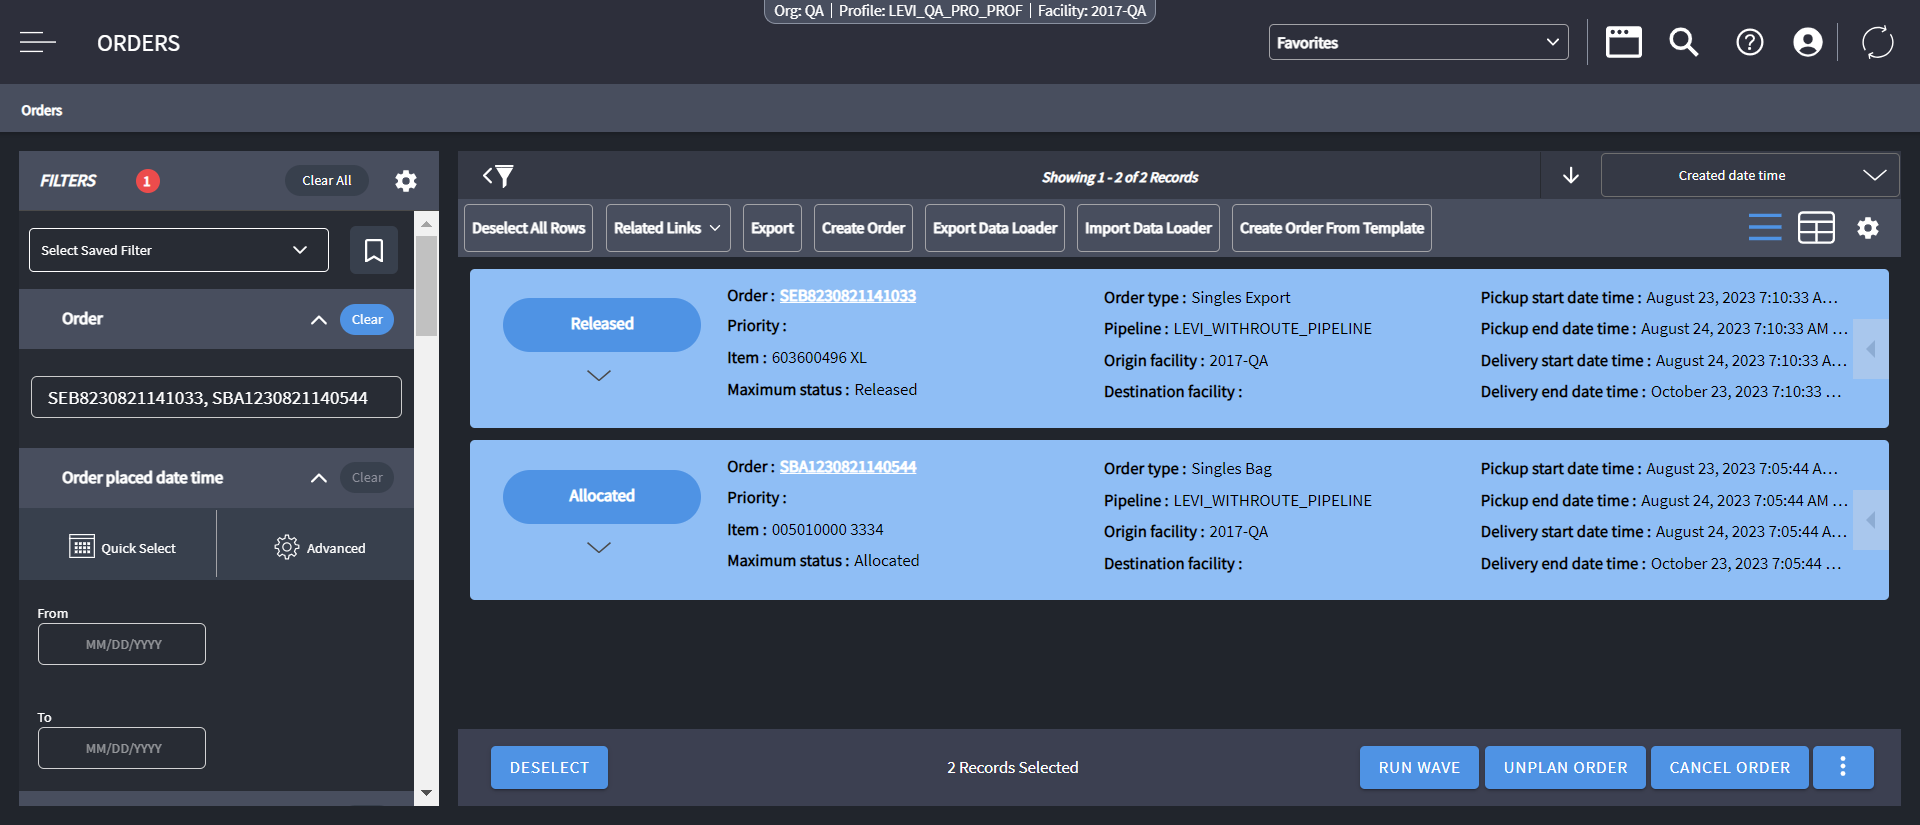 Org: QA | Profile: LEVI_QA_PRO_PROF | Facility: 2017-QA
ORDERS
Favorites
Orders
FILTERS 1 Clear All
Select Saved Filter
Order Clear
SEB8230821141033, SBA1230821140544
Order placed date time Clear
Quick Select Advanced
From
MM/DD/YYYY
To
MM/DD/YYYY
Showing 1 - 2 of 2 Records
Created date time
Deselect All Rows Related Links Export Create Order Export Data Loader Import Data Loader Create Order From Template
Released
Order : SEB8230821141033
Priority :
Item : 603600496 XL
Maximum status : Released
Order type : Singles Export
Pipeline : LEVI_WITHROUTE_PIPELINE
Origin facility : 2017-QA
Destination facility :
Pickup start date time : August 23, 2023 7:10:33 A...
Pickup end date time : August 24, 2023 7:10:33 AM ...
Delivery start date time : August 24, 2023 7:10:33 A...
Delivery end date time : October 23, 2023 7:10:33 ...
Allocated
Order : SBA1230821140544
Priority :
Item : 005010000 3334
Maximum status : Allocated
Order type : Singles Bag
Pipeline : LEVI_WITHROUTE_PIPELINE
Origin facility : 2017-QA
Destination facility :
Pickup start date time : August 23, 2023 7:05:44 A...
Pickup end date time : August 24, 2023 7:05:44 AM ...
Delivery start date time : August 24, 2023 7:05:44 A...
Delivery end date time : October 23, 2023 7:05:44 ...
DESELECT
2 Records Selected
RUN WAVE UNPLAN ORDER CANCEL ORDER